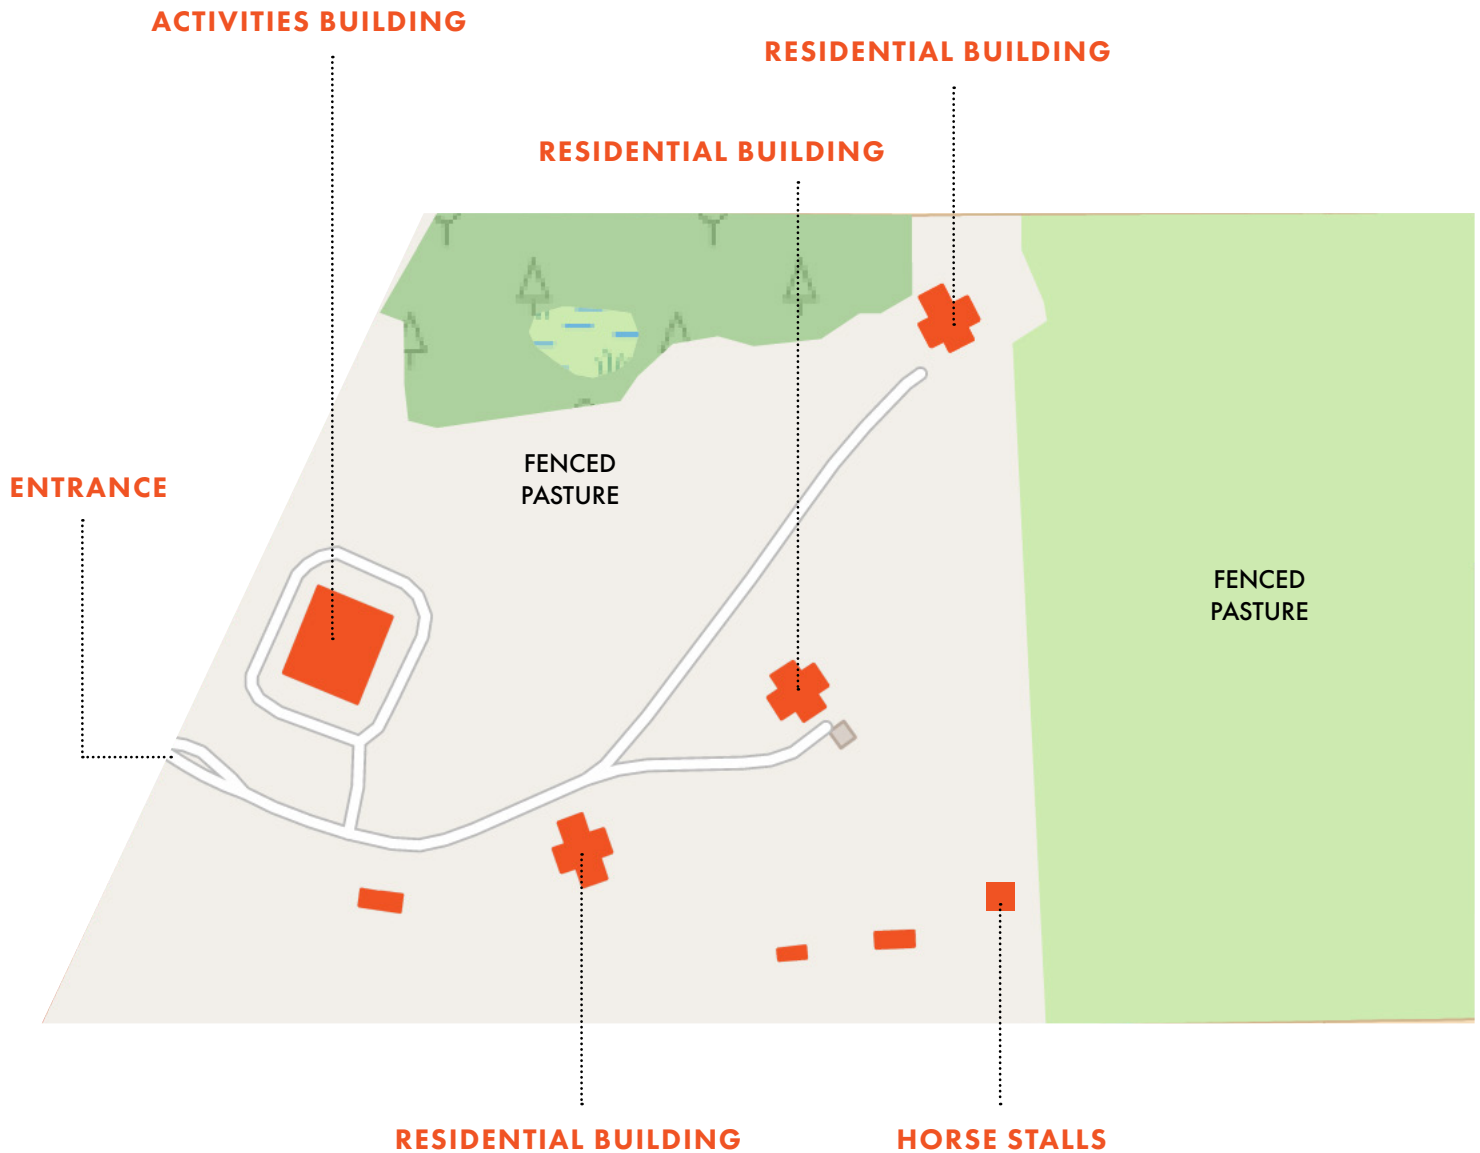 ACTIVITIES BUILDING
RESIDENTIAL BUILDING
RESIDENTIAL BUILDING
FENCED
PASTURE
ENTRANCE
FENCED
PASTURE
RESIDENTIAL BUILDING
HORSE STALLS